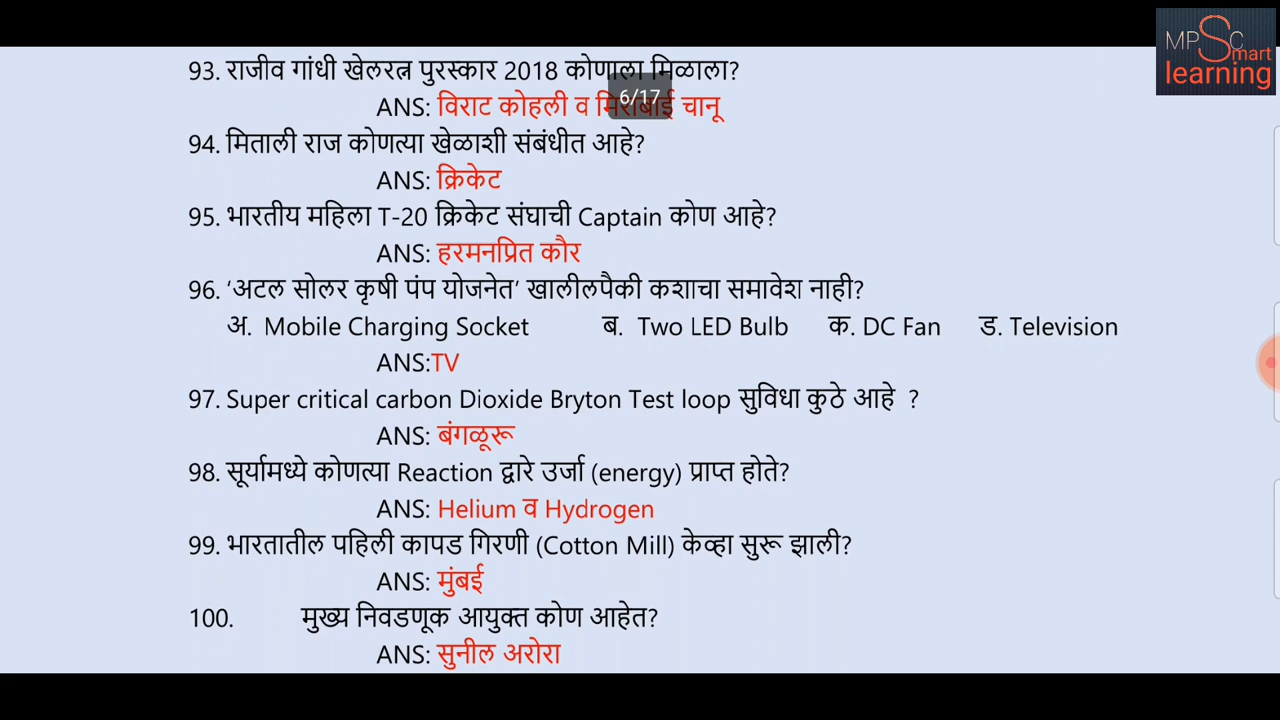 MPSC
Smart
learning
93. राजीव गांधी खेलरत्न पुरस्कार 2018 कोणाला मिळाला?
6/17
ANS: विराट कोहली व मिराबाई चानू
94. मिताली राज कोणत्या खेळाशी संबंधीत आहे?
ANS: क्रिकेट
95. भारतीय महिला T-20 क्रिकेट संघाची Captain कोण आहे?
ANS: हरमनप्रित कौर
96. ‘अटल सोलर कृषी पंप योजनेत’ खालीलपैकी कशाचा समावेश नाही?
अ. Mobile Charging Socket ब. Two LED Bulb क. DC Fan ड. Television
ANS:TV
97. Super critical carbon Dioxide Bryton Test loop सुविधा कुठे आहे ?
ANS: बंगळूरू
98. सूर्यामध्ये कोणत्या Reaction द्वारे उर्जा (energy) प्राप्त होते?
ANS: Helium व Hydrogen
99. भारतातील पहिली कापड गिरणी (Cotton Mill) केव्हा सुरू झाली?
ANS: मुंबई
100. मुख्य निवडणूक आयुक्त कोण आहेत?
ANS: सुनील अरोरा